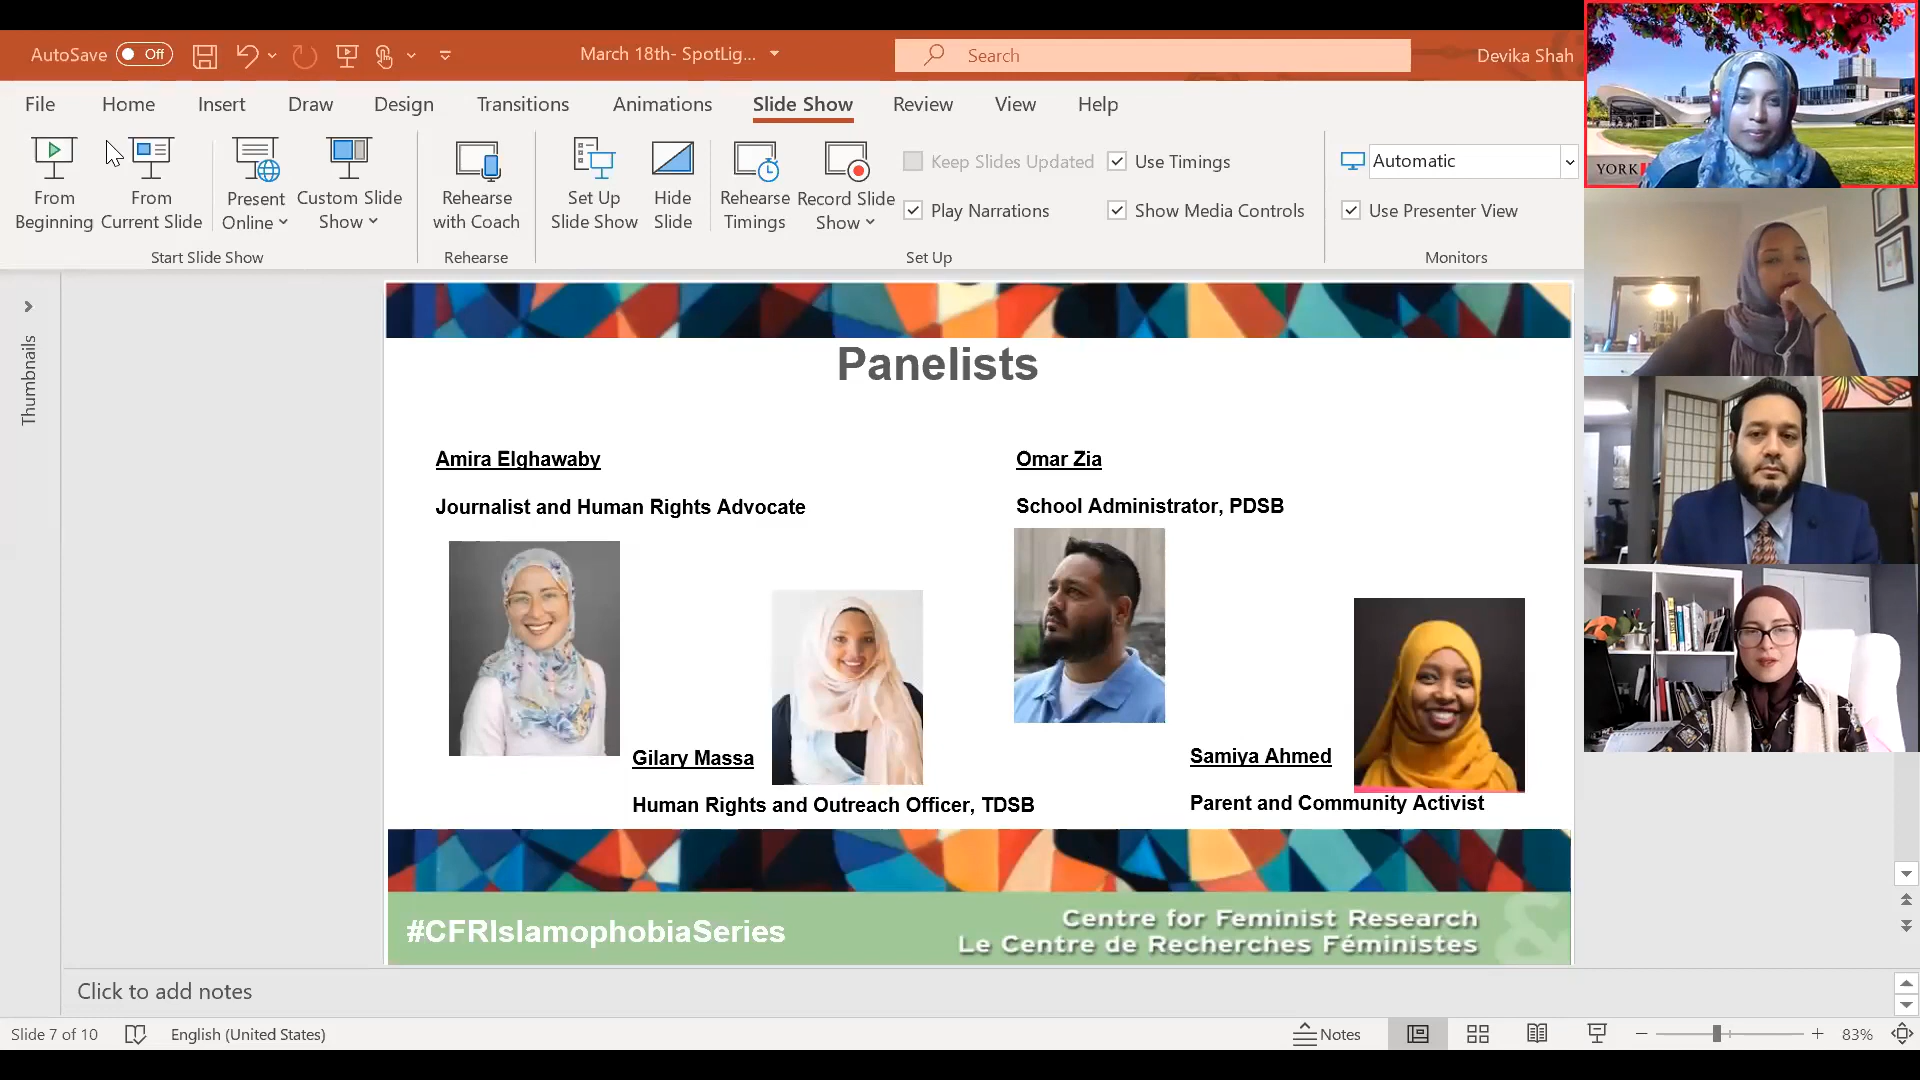 AutoSave Off
March 18th- SpotLig...
Search
Devika Shah
File Home Insert Draw Design Transitions Animations Slide Show Review View Help
From Beginning
From Current Slide
Present Online
Custom Slide Show
Start Slide Show
Rehearse with Coach
Rehearse
Set Up Slide Show
Hide Slide
Rehearse Timings
Record Slide Show
Keep Slides Updated
Play Narrations
Use Timings
Show Media Controls
Set Up
Automatic
Use Presenter View
Monitors
YORK
Thumbnails
Panelists
Amira Elghawaby
Journalist and Human Rights Advocate
Omar Zia
School Administrator, PDSB
Gilary Massa
Human Rights and Outreach Officer, TDSB
Samiya Ahmed
Parent and Community Activist
#CFRIslamophobiaSeries
Centre for Feminist Research
Le Centre de Recherches Féministes
&
Click to add notes
Slide 7 of 10
English (United States)
Notes
83%